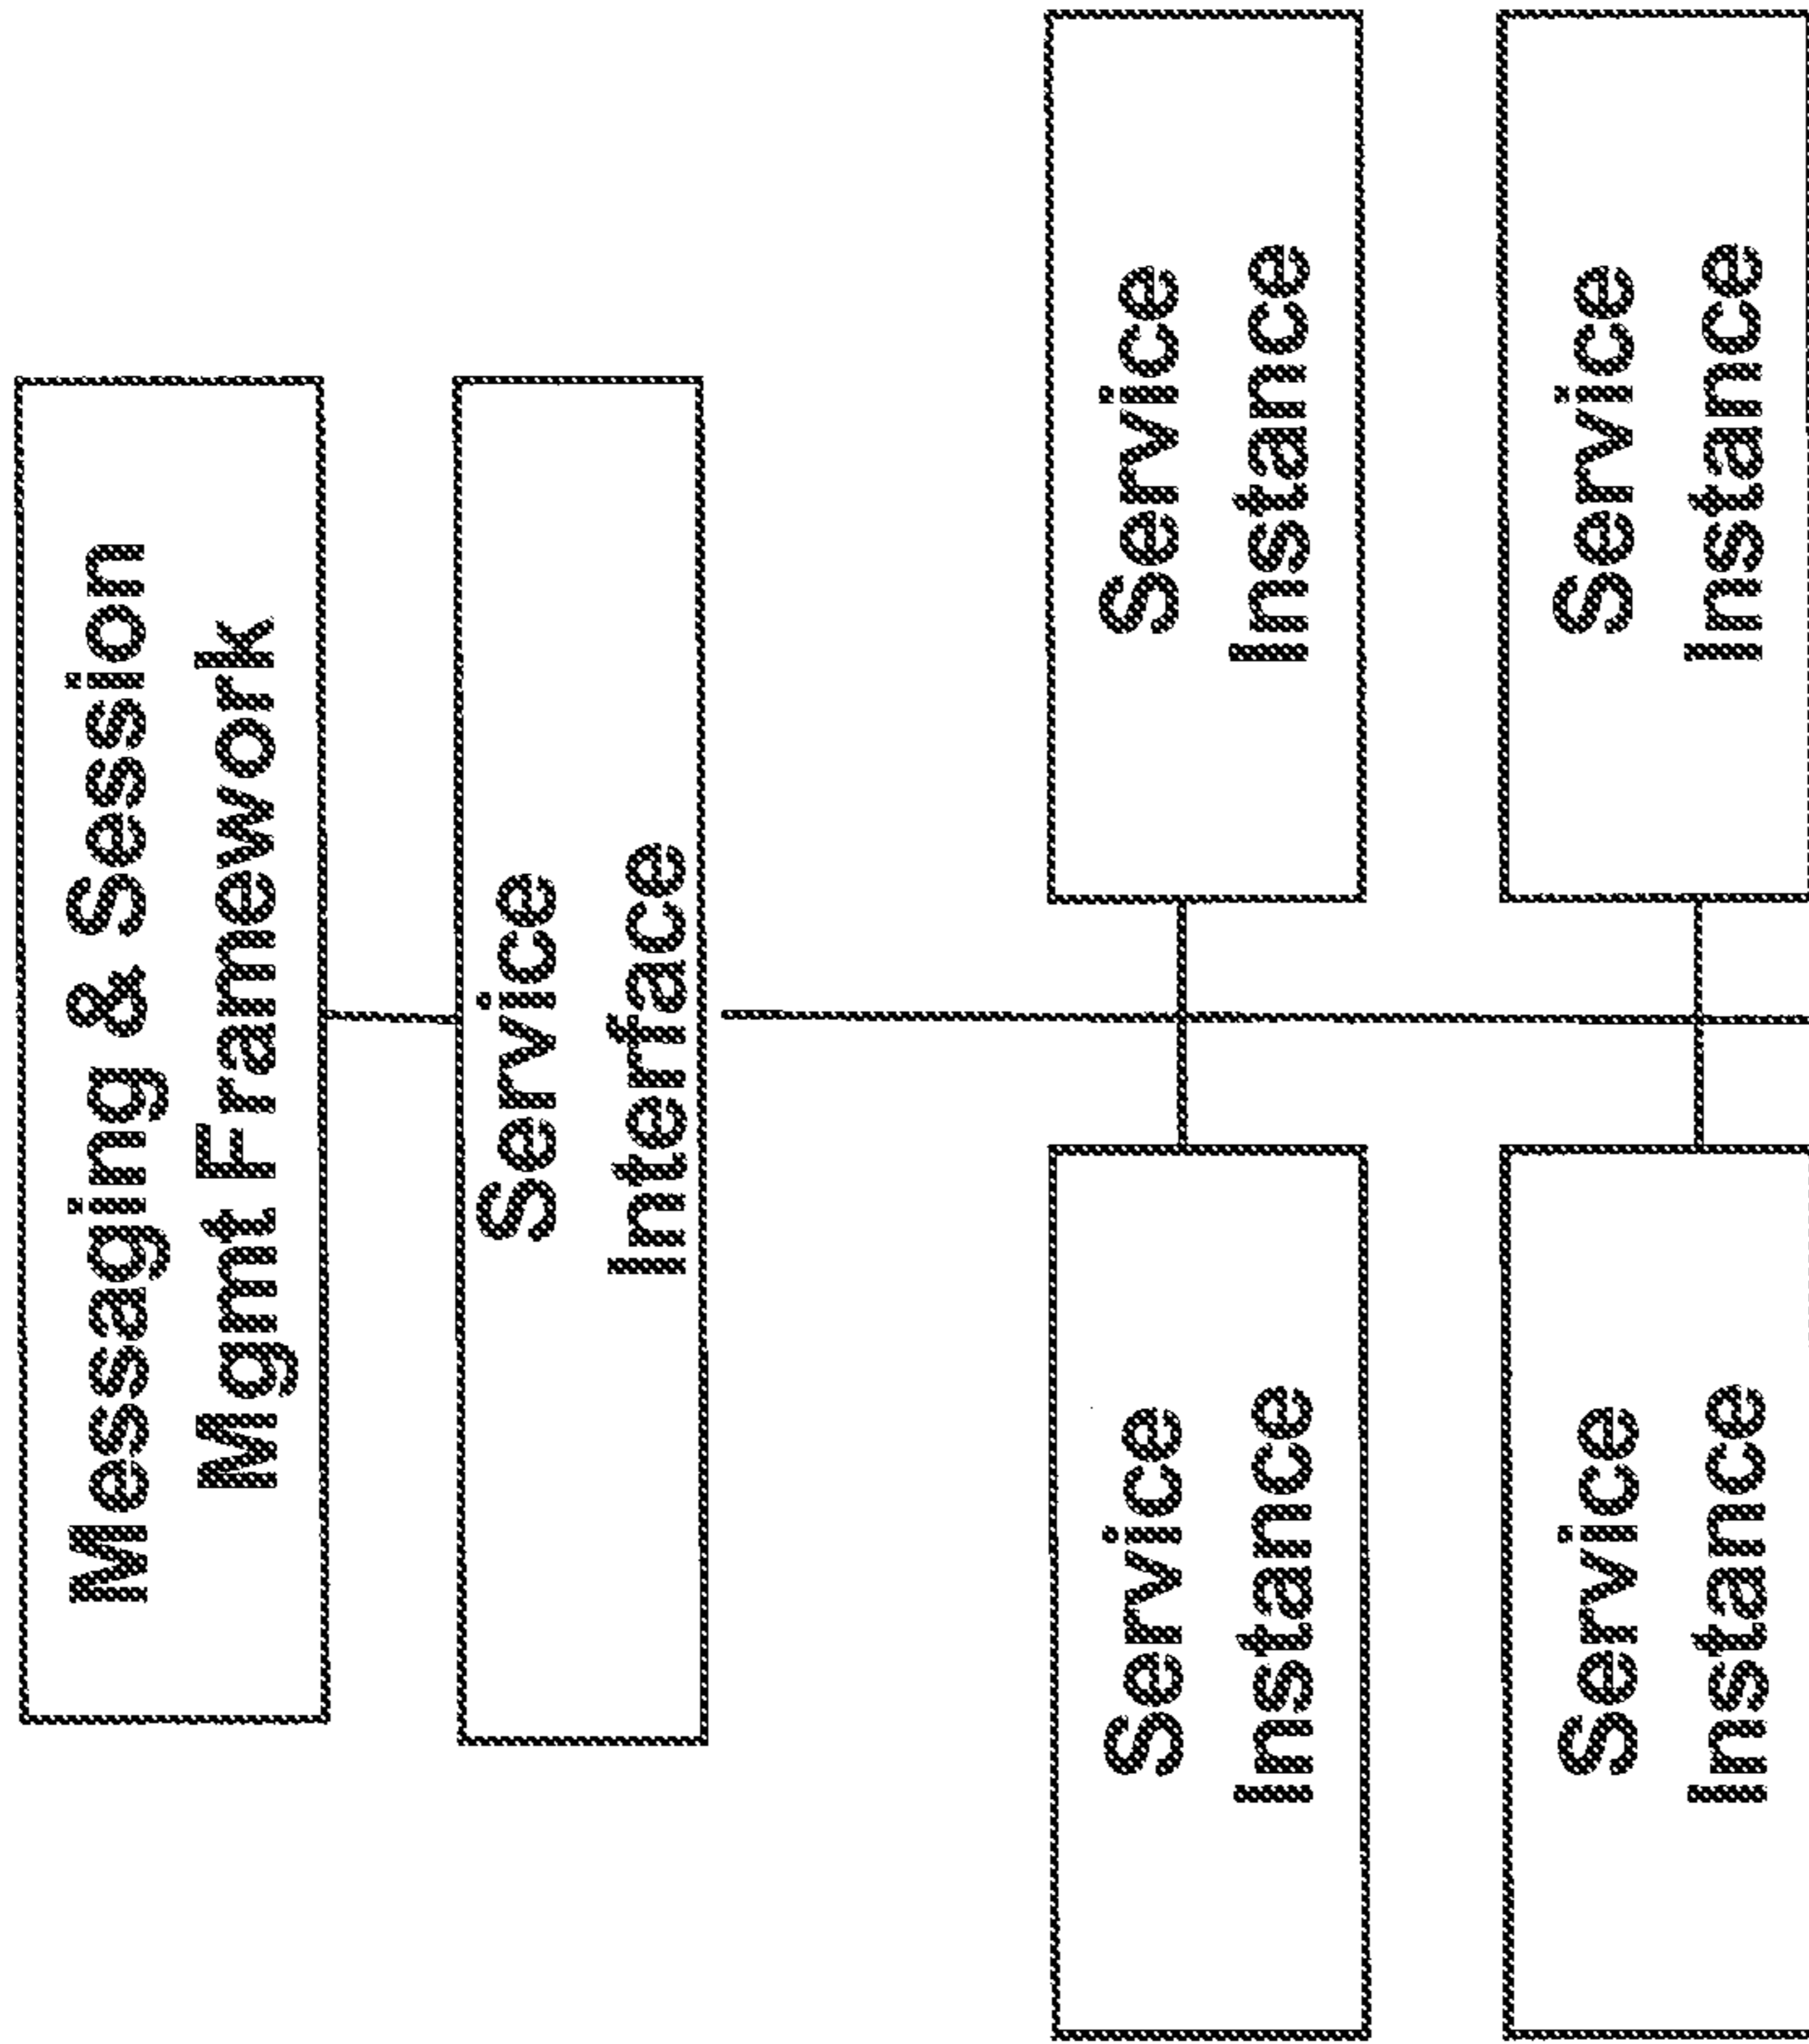 Messaging & Session
Mgmt Framework
Service
Interface
Service
Instance
Service
Instance
Service
Instance
Service
Instance